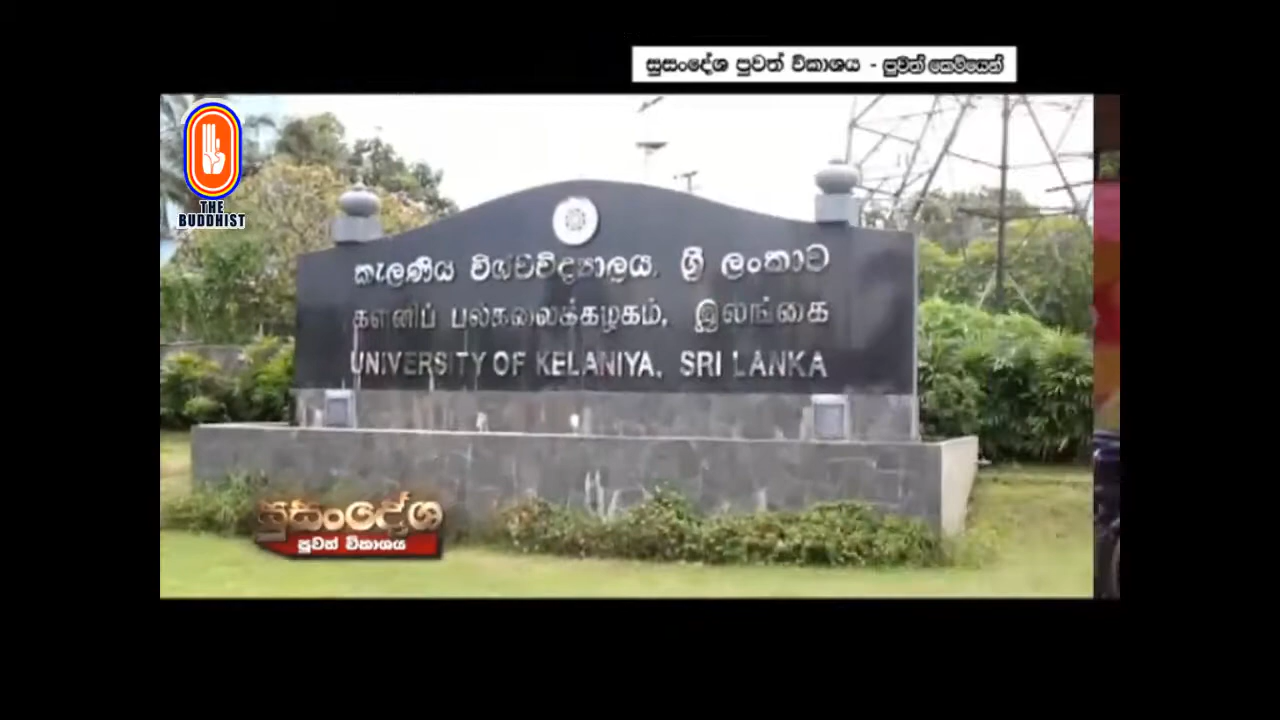 සුසංදේශ පුවත් විකාශය - පුවත් කෙම්යෙන්
THE
BUDDHIST
කැලණිය විශ්වවිද්‍යාලය, ශ්‍රී ලංකාව
களனிப் பல்கலைக்கழகம், இலங்கை
UNIVERSITY OF KELANIYA, SRI LANKA
සුසංදේශ
පුවත් විකාශය